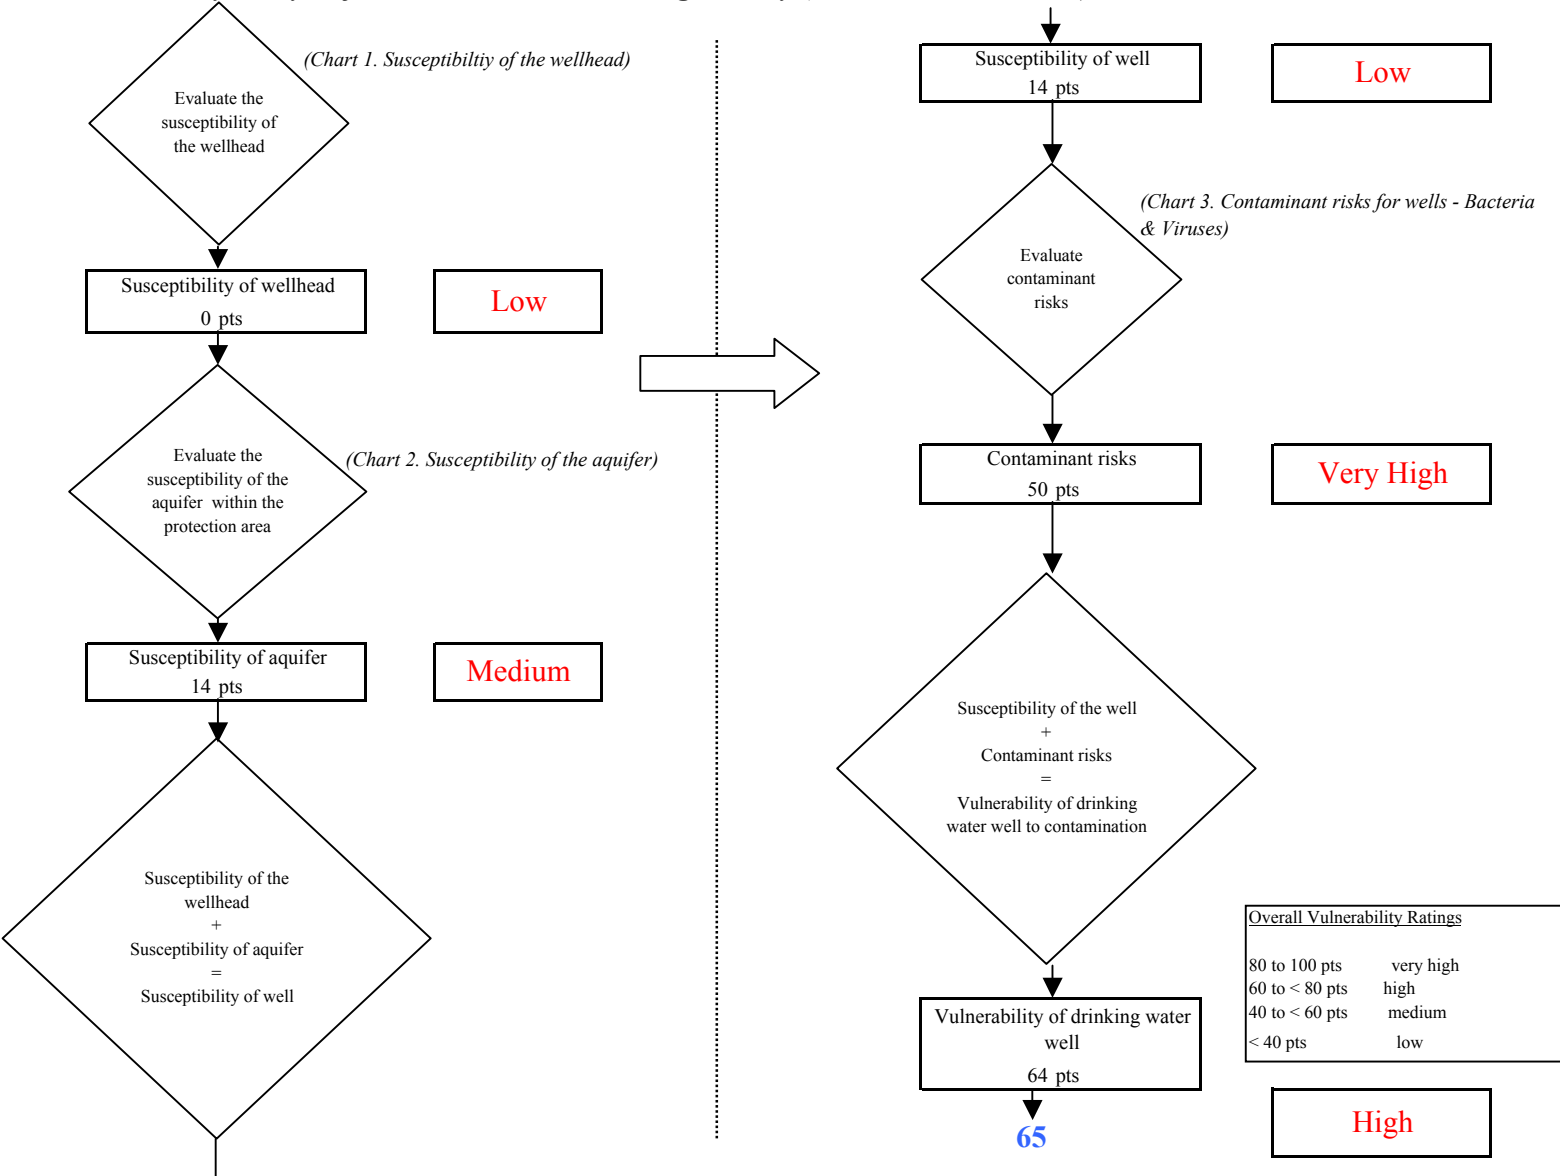 (Chart 1. Susceptibiltiy of the wellhead)
Evaluate the
susceptibility of
the wellhead
Susceptibility of wellhead
0 pts
Low
Evaluate the
susceptibility of the
aquifer within the
protection area
(Chart 2. Susceptibility of the aquifer)
Susceptibility of aquifer
14 pts
Medium
Susceptibility of the
wellhead
+
Susceptibility of aquifer
=
Susceptibility of well
Susceptibility of well
14 pts
Low
(Chart 3. Contaminant risks for wells - Bacteria
& Viruses)
Evaluate
contaminant
risks
Contaminant risks
50 pts
Very High
Susceptibility of the well
+
Contaminant risks
=
Vulnerability of drinking
water well to contamination
Overall Vulnerability Ratings
80 to 100 pts very high
60 to < 80 pts high
40 to < 60 pts medium
< 40 pts low
Vulnerability of drinking water
well
64 pts
65
High